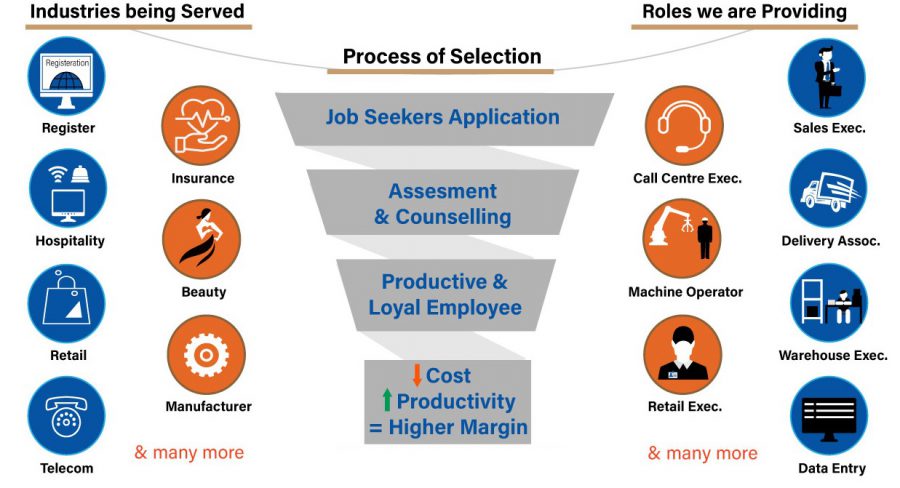 Industries being Served
Registeration
Register
Hospitality
Retail
Telecom
Insurance
Beauty
Manufacturer
& many more
Process of Selection
Job Seekers Application
Assesment
& Counselling
Productive &
Loyal Employee
Cost
Productivity
= Higher Margin
Roles we are Providing
Call Centre Exec.
Machine Operator
Retail Exec.
& many more
Sales Exec.
Delivery Assoc.
Warehouse Exec.
Data Entry